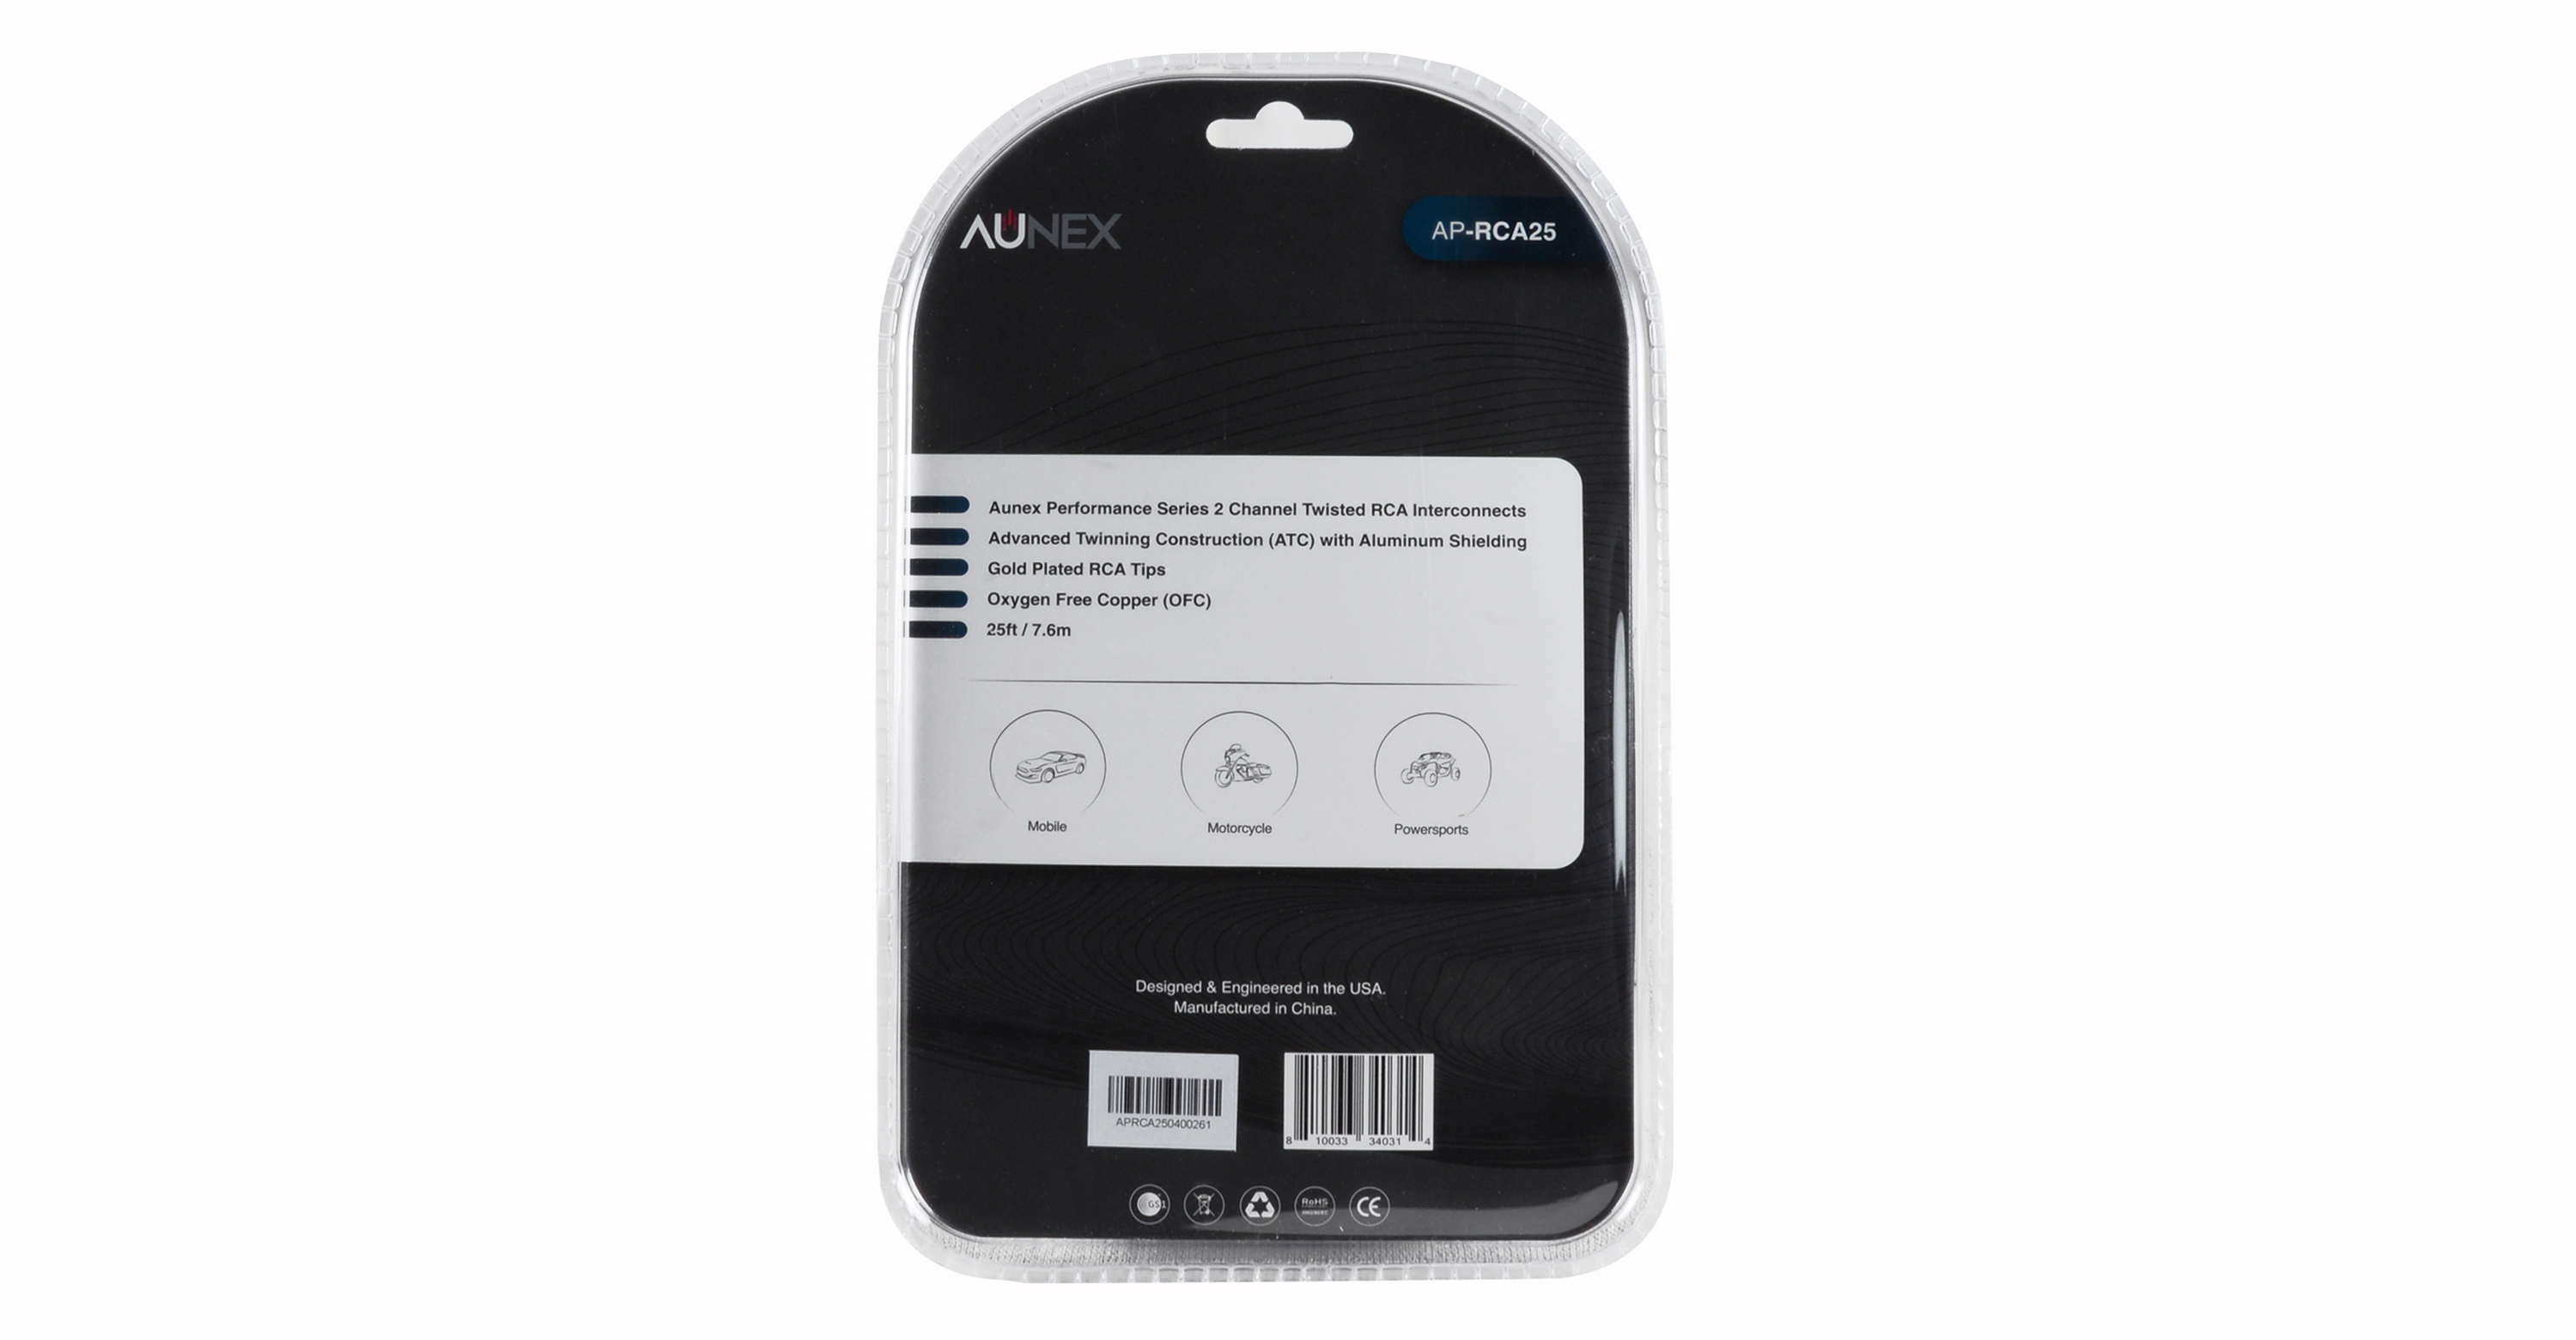 AUNEX
AP-RCA25
Aunex Performance Series 2 Channel Twisted RCA Interconnects
Advanced Twinning Construction (ATC) with Aluminum Shielding
Gold Plated RCA Tips
Oxygen Free Copper (OFC)
25ft / 7.6m
Mobile Motorcycle Powersports
Designed & Engineered in the USA.
Manufactured in China.
APRCA250400261
8 10033 34031 4
GS1 RoHS CE